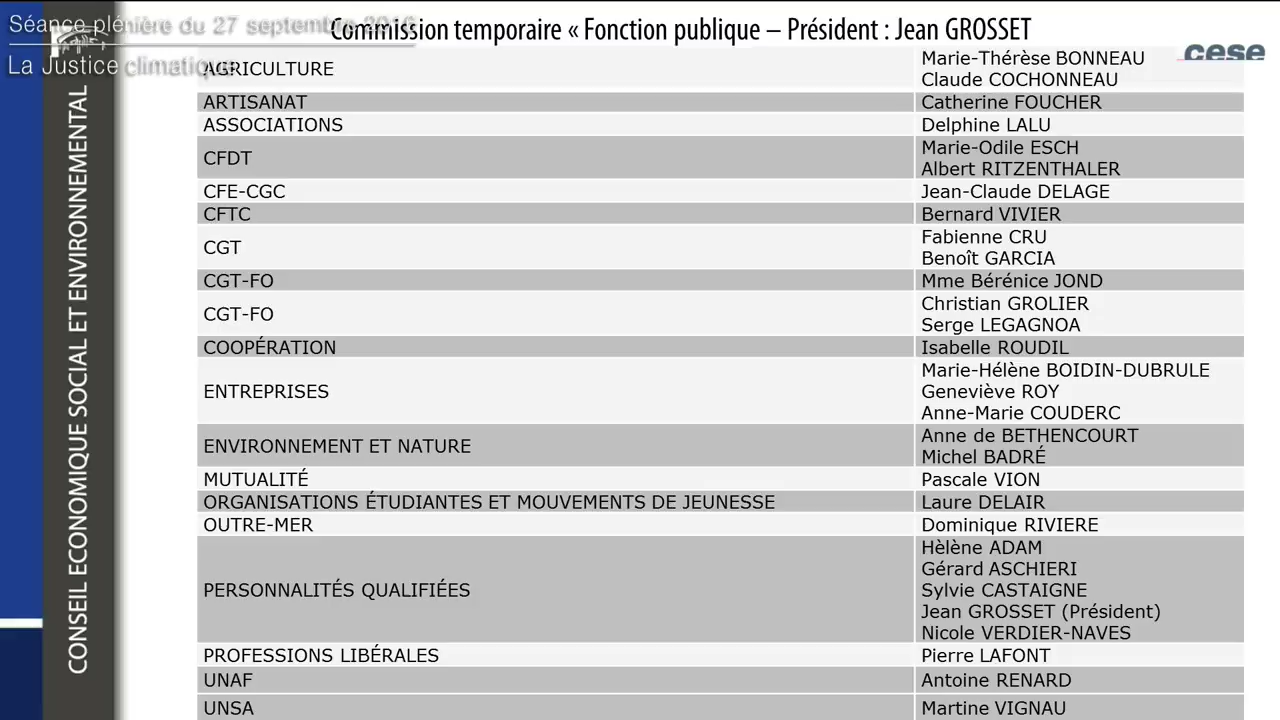 Séance plénière du 27 septembre 2016
La Justice climatique
Commission temporaire « Fonction publique – Président : Jean GROSSET
cese
CONSEIL ECONOMIQUE SOCIAL ET ENVIRONNEMENTAL
AGRICULTURE
Marie-Thérèse BONNEAU
Claude COCHONNEAU
ARTISANAT
Catherine FOUCHER
ASSOCIATIONS
Delphine LALU
CFDT
Marie-Odile ESCH
Albert RITZENTHALER
CFE-CGC
Jean-Claude DELAGE
CFTC
Bernard VIVIER
CGT
Fabienne CRU
Benoît GARCIA
CGT-FO
Mme Bérénice JOND
CGT-FO
Christian GROLIER
Serge LEGAGNOA
COOPÉRATION
Isabelle ROUDIL
ENTREPRISES
Marie-Hélène BOIDIN-DUBRULE
Geneviève ROY
Anne-Marie COUDERC
ENVIRONNEMENT ET NATURE
Anne de BETHENCOURT
Michel BADRÉ
MUTUALITÉ
Pascale VION
ORGANISATIONS ÉTUDIANTES ET MOUVEMENTS DE JEUNESSE
Laure DELAIR
OUTRE-MER
Dominique RIVIERE
PERSONNALITÉS QUALIFIÉES
Hèlène ADAM
Gérard ASCHIERI
Sylvie CASTAIGNE
Jean GROSSET (Président)
Nicole VERDIER-NAVES
PROFESSIONS LIBÉRALES
Pierre LAFONT
UNAF
Antoine RENARD
UNSA
Martine VIGNAU